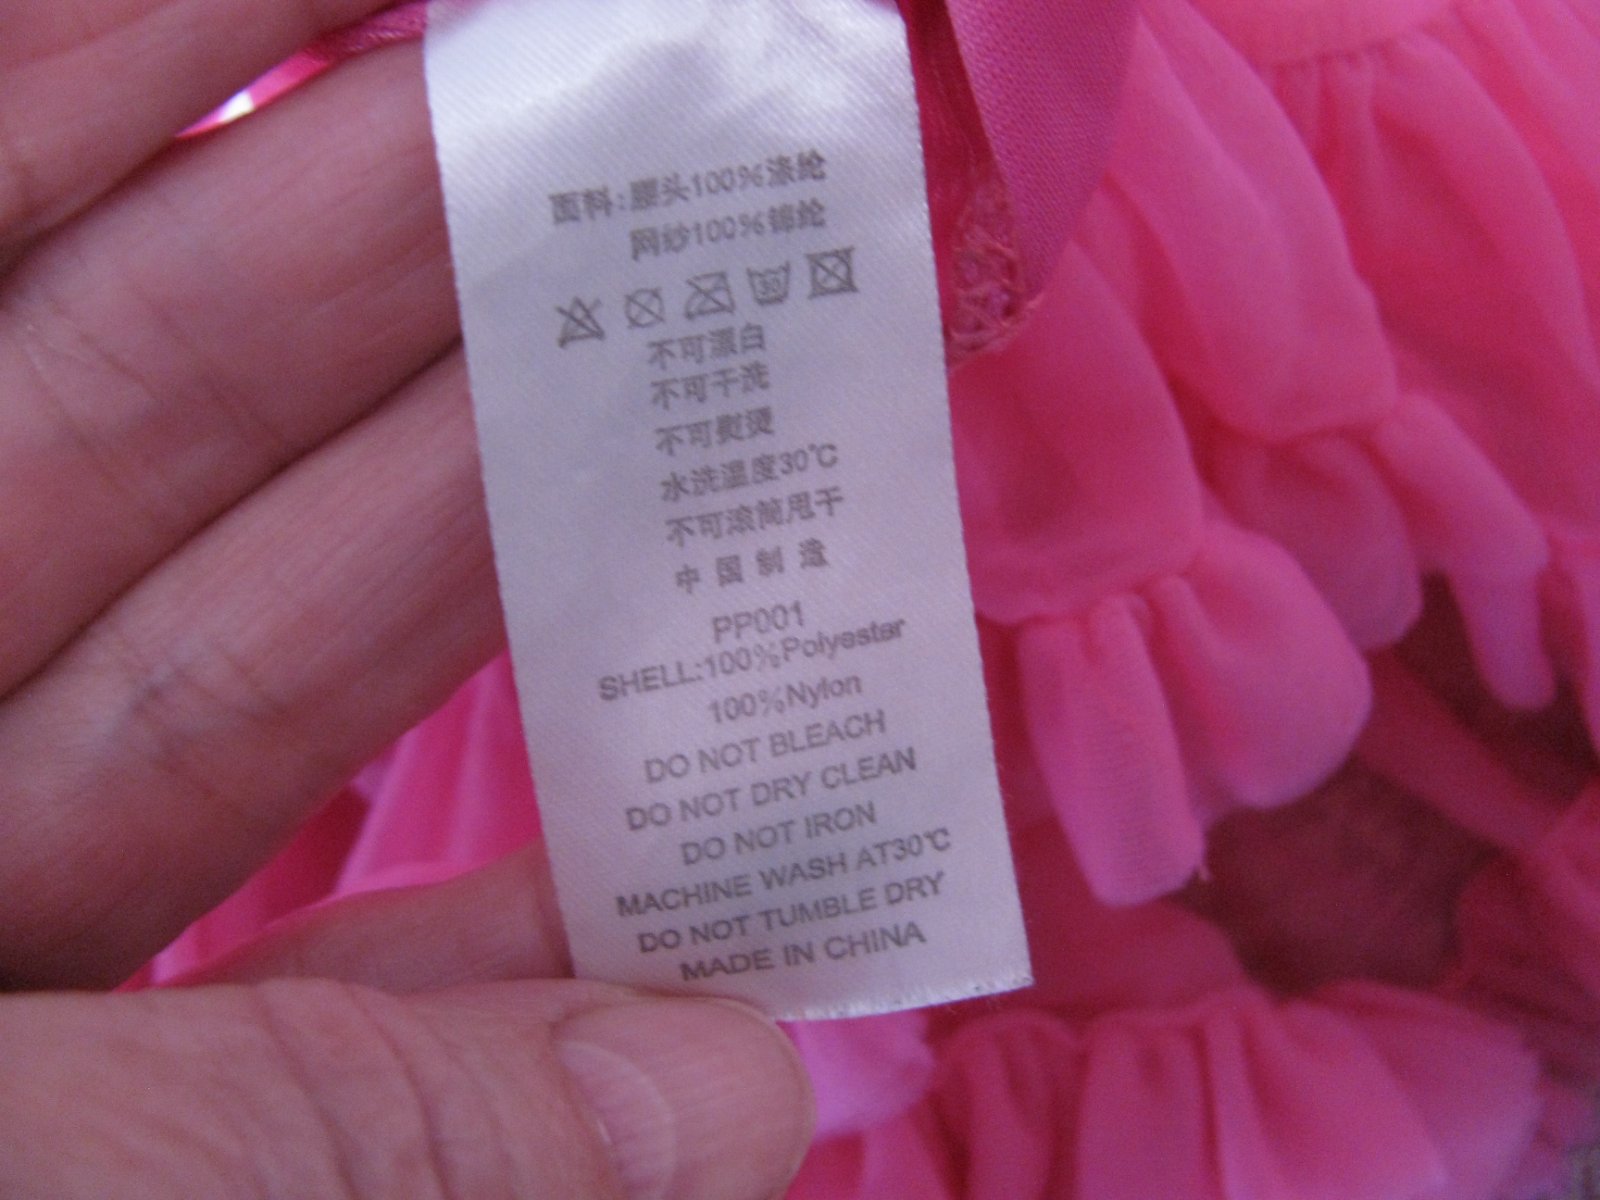 面料:腰头100%涤纶
网纱100%锦纶
不可漂白
不可干洗
不可熨烫
水洗温度30℃
不可滚筒甩干
中国制造
PP001
SHELL:100%Polyester
100%Nylon
DO NOT BLEACH
DO NOT DRY CLEAN
DO NOT IRON
MACHINE WASH AT30℃
DO NOT TUMBLE DRY
MADE IN CHINA